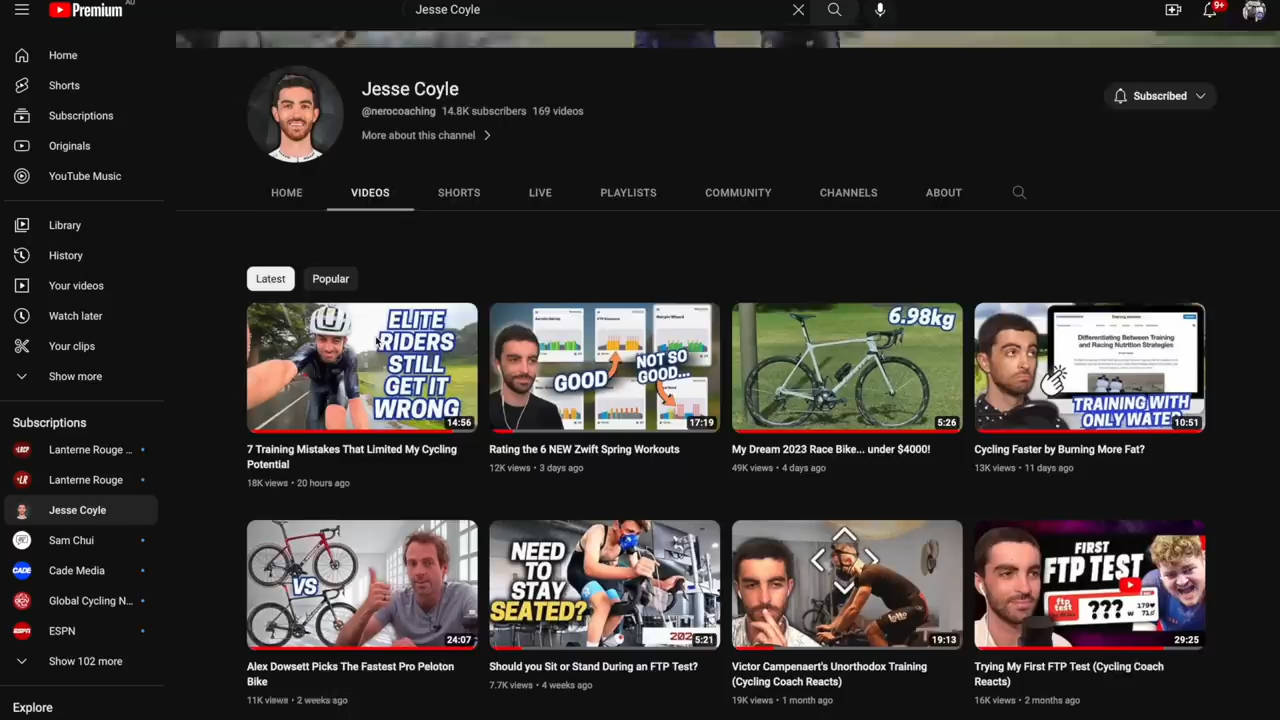 Premium AU
Jesse Coyle
9+
Home
Shorts
Subscriptions
Originals
YouTube Music
Library
History
Your videos
Watch later
Your clips
Show more
Subscriptions
Lanterne Rouge ...
Lanterne Rouge
Jesse Coyle
Sam Chui
Cade Media
Global Cycling N...
ESPN
Show 102 more
Explore
Jesse Coyle
@nerocoaching 14.8K subscribers 169 videos
More about this channel
Subscribed
HOME VIDEOS SHORTS LIVE PLAYLISTS COMMUNITY CHANNELS ABOUT
Latest Popular
ELITE
RIDERS
STILL
GET IT
WRONG
14:56
7 Training Mistakes That Limited My Cycling
Potential
18K views • 20 hours ago
GOOD
NOT SO
GOOD...
17:19
Rating the 6 NEW Zwift Spring Workouts
12K views • 3 days ago
6.98kg
5:26
My Dream 2023 Race Bike... under $4000!
49K views • 4 days ago
Differentiating Between Training
and Racing Nutrition Strategies
TRAINING WITH
ONLY WATER
10:51
Cycling Faster by Burning More Fat?
13K views • 11 days ago
VS
24:07
Alex Dowsett Picks The Fastest Pro Peloton
Bike
11K views • 2 weeks ago
NEED
TO
STAY
SEATED?
202
5:21
Should you Sit or Stand During an FTP Test?
7.7K views • 4 weeks ago
19:13
Victor Campenaert's Unorthodox Training
(Cycling Coach Reacts)
19K views • 1 month ago
FIRST
FTP TEST
ftp
test
??? w
179
29:25
Trying My First FTP Test (Cycling Coach
Reacts)
16K views • 2 months ago